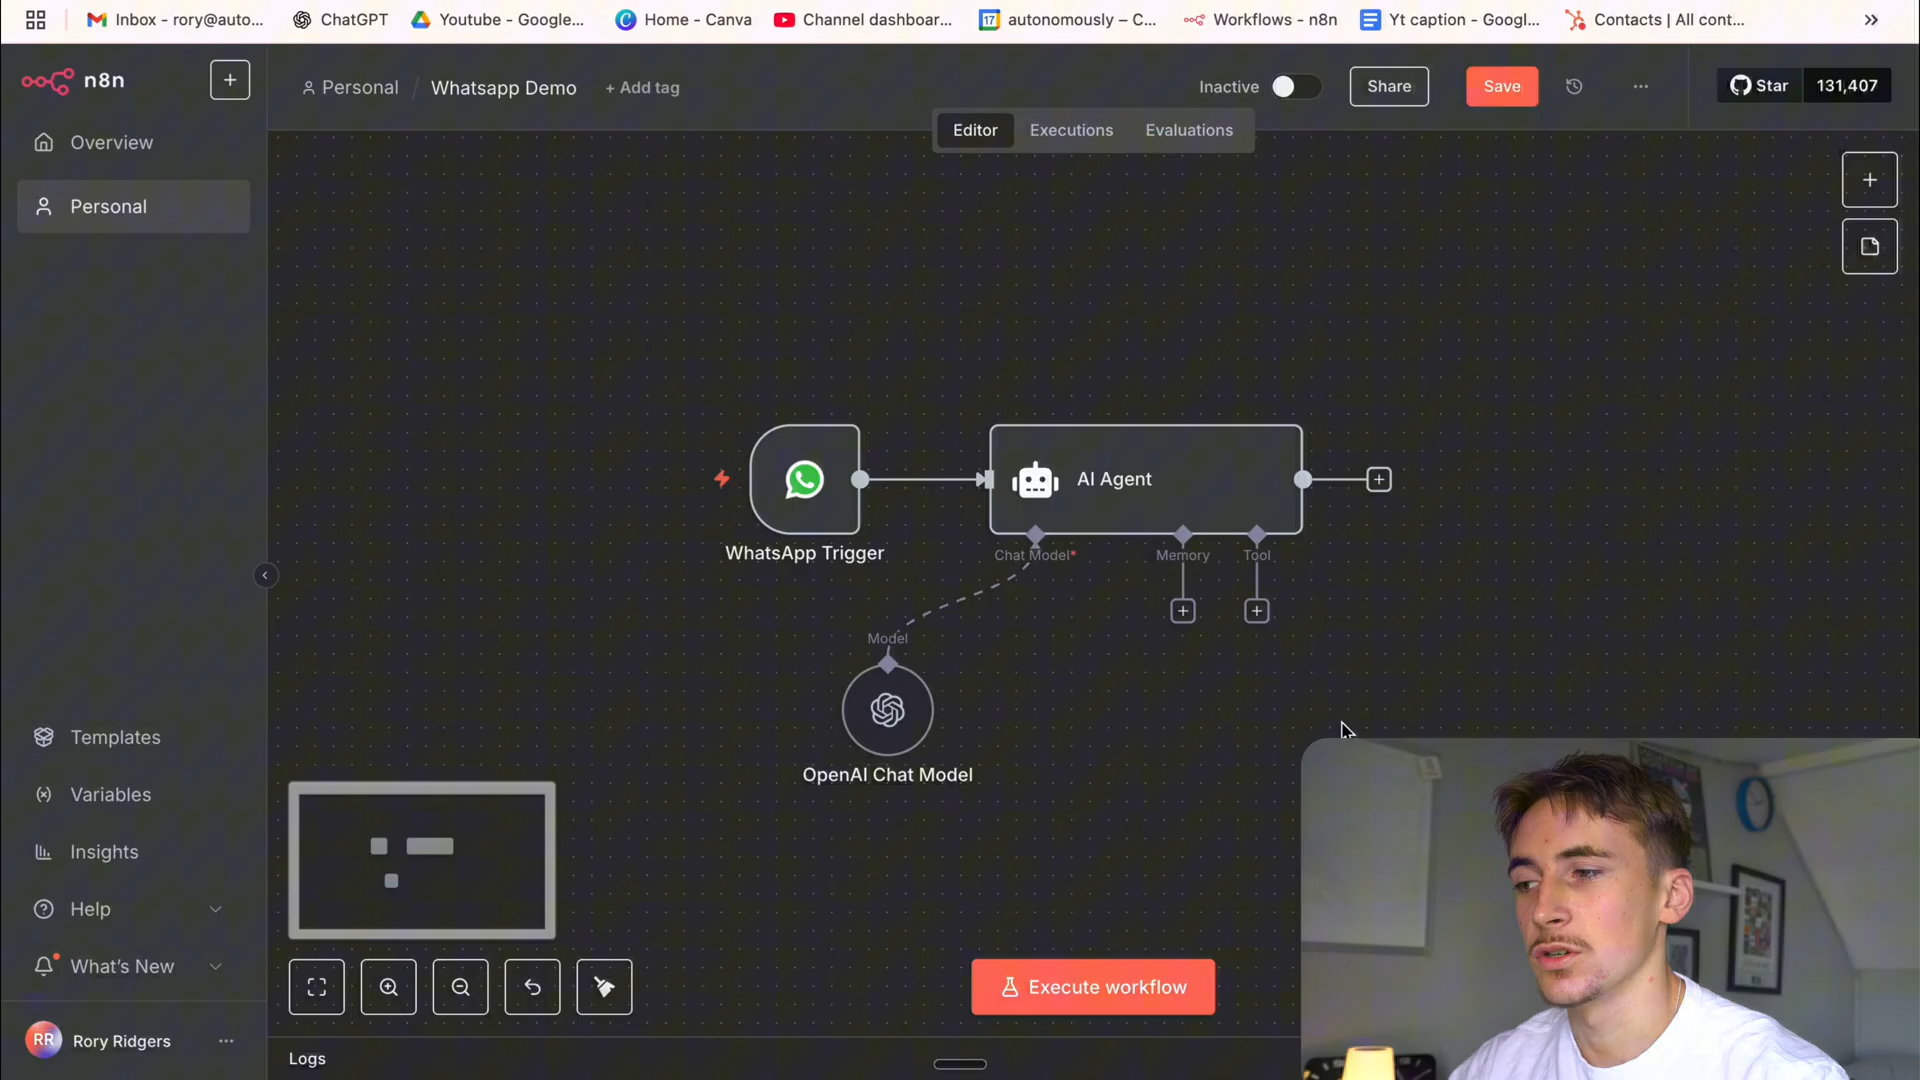 Inbox - rory@auto...
ChatGPT
Youtube - Google...
Home - Canva
Channel dashboar...
17
autonomously – C...
Workflows - n8n
Yt caption - Googl...
Contacts | All cont...
n8n
Personal / Whatsapp Demo + Add tag
Inactive
Share
Save
Star 131,407
Editor
Executions
Evaluations
Overview
Personal
AI Agent
WhatsApp Trigger
Chat Model*
Memory
Tool
Model
OpenAI Chat Model
Templates
Variables
Insights
Help
What's New
Execute workflow
RR
Rory Ridgers
Logs